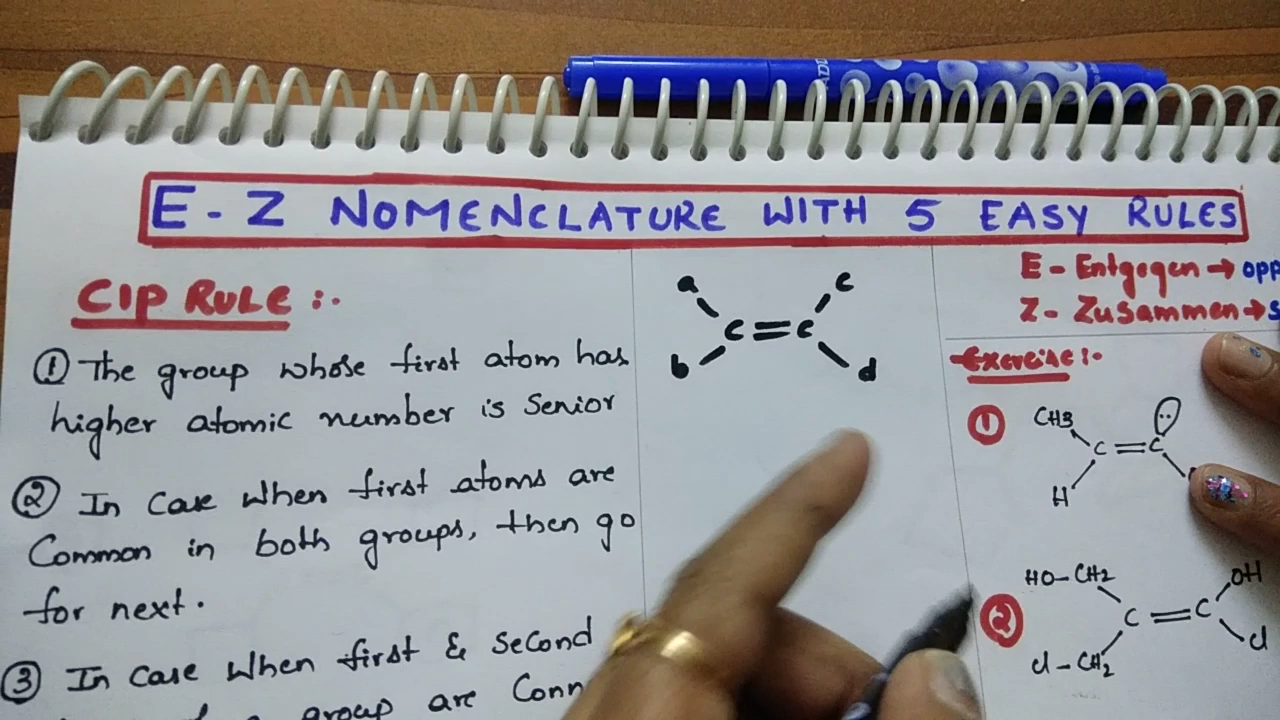 E - Z NOMENCLATURE WITH 5 EASY RULES
CIP RULE :-
① The group whose first atom has
higher atomic number is Senior
② In Case when first atoms are
Common in both groups, then go
for next.
③ In Case when first & second
group are
a c
C=C
b d
E - Entgegen → opp
Z - Zusammen → s
Exercise :-
①
CH3
C=C
H
②
HO-CH2 OH
C=C
Cl-CH2 Cl